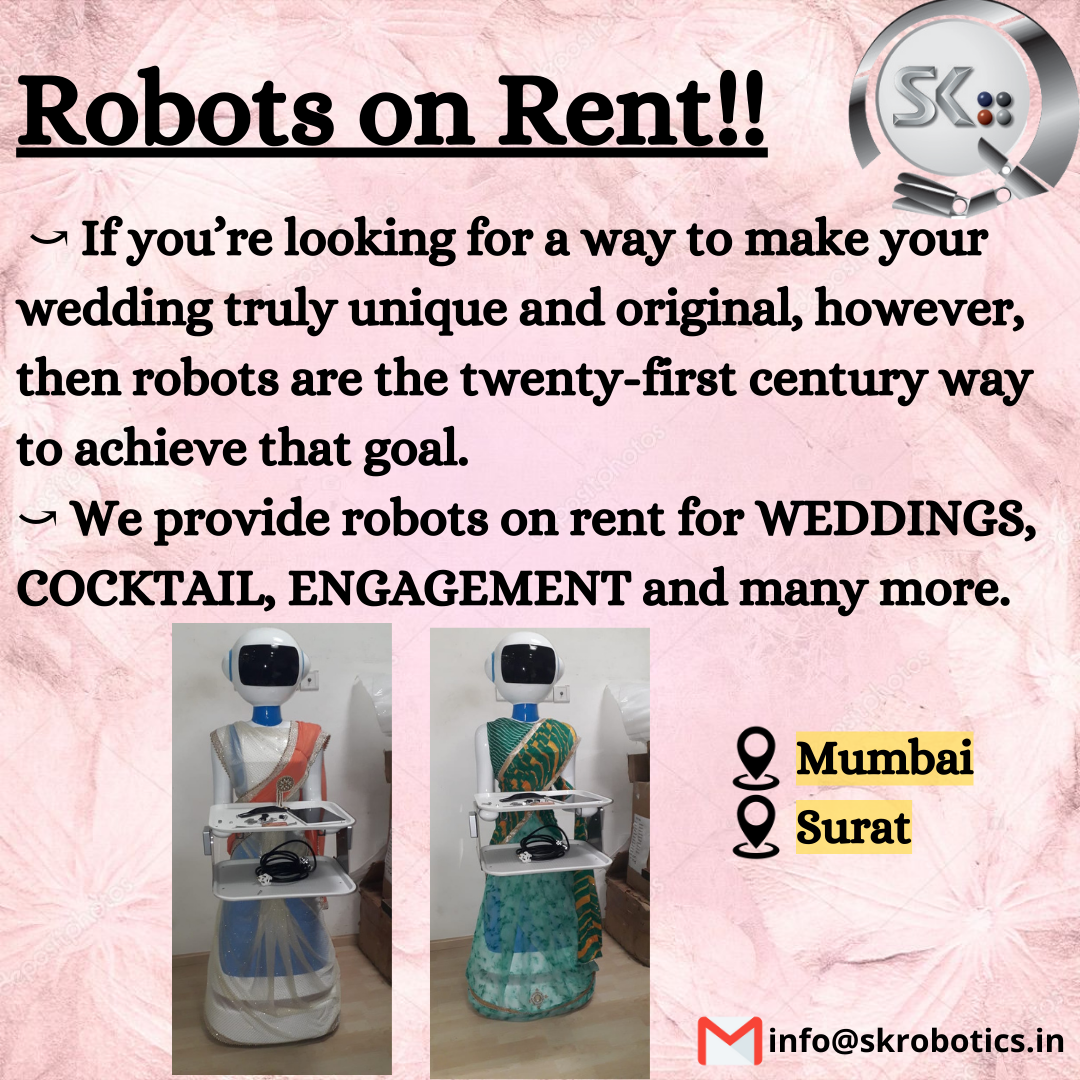 Robots on Rent!!
SK
If you’re looking for a way to make your
wedding truly unique and original, however,
then robots are the twenty-first century way
to achieve that goal.
We provide robots on rent for WEDDINGS,
COCKTAIL, ENGAGEMENT and many more.
Mumbai
Surat
info@skrobotics.in
depositphotos